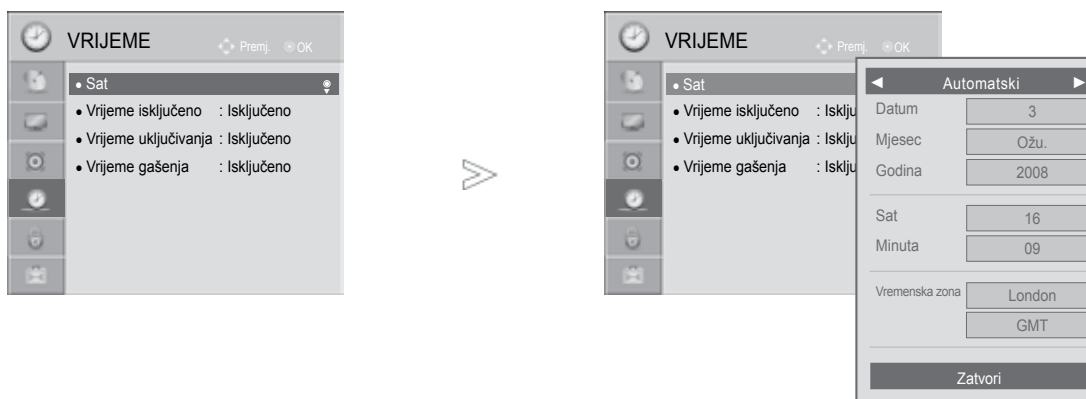 VRIJEME Premj. OK
• Sat
• Vrijeme isključeno : Isključeno
• Vrijeme uključivanja : Isključeno
• Vrijeme gašenja : Isključeno
VRIJEME Premj. OK
• Sat
• Vrijeme isključeno : Isklju
• Vrijeme uključivanja : Isklju
• Vrijeme gašenja : Isklju
◄ Automatski ►
Datum 3
Mjesec Ožu.
Godina 2008
Sat 16
Minuta 09
Vremenska zona London
GMT
Zatvori